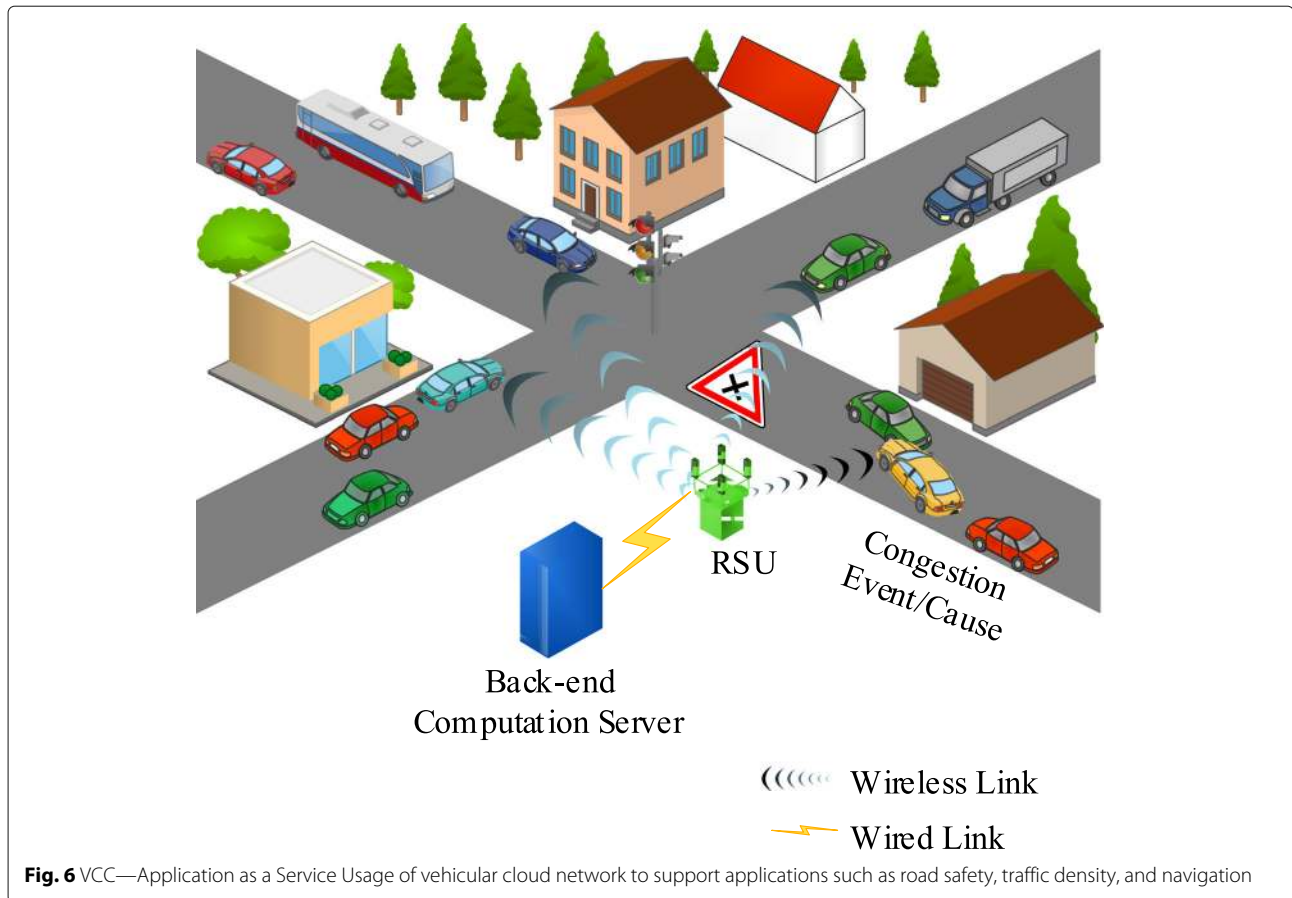 RSU
Congestion
Event/Cause
Back-end
Computation Server
Wireless Link
Wired Link
Fig. 6 VCC—Application as a Service Usage of vehicular cloud network to support applications such as road safety, traffic density, and navigation